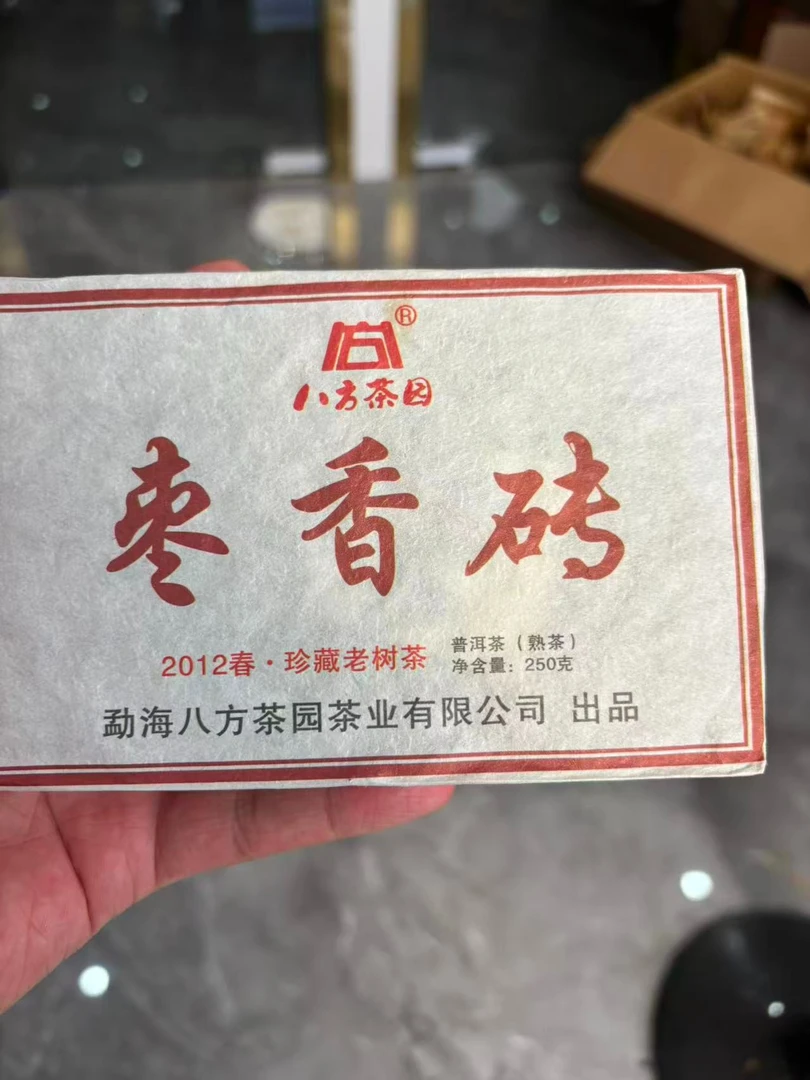 ®
八方茶园
枣香砖
2012春·珍藏老树茶
普洱茶（熟茶）
净含量：250克
勐海八方茶园茶业有限公司 出品